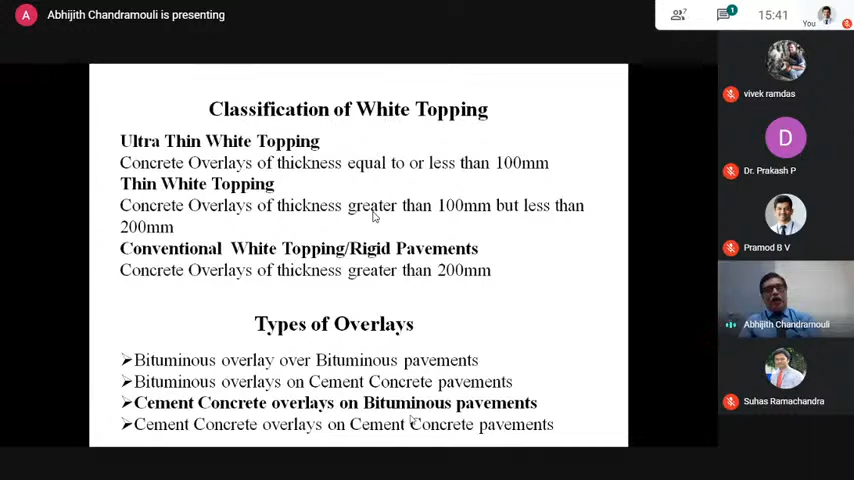 A Abhijith Chandramouli is presenting
7
1
15:41
You
Classification of White Topping
Ultra Thin White Topping
Concrete Overlays of thickness equal to or less than 100mm
Thin White Topping
Concrete Overlays of thickness greater than 100mm but less than
200mm
Conventional White Topping/Rigid Pavements
Concrete Overlays of thickness greater than 200mm
Types of Overlays
➢Bituminous overlay over Bituminous pavements
➢Bituminous overlays on Cement Concrete pavements
➢Cement Concrete overlays on Bituminous pavements
➢Cement Concrete overlays on Cement Concrete pavements
vivek ramdas
D
Dr. Prakash P
Pramod B V
Abhijith Chandramouli
Suhas Ramachandra